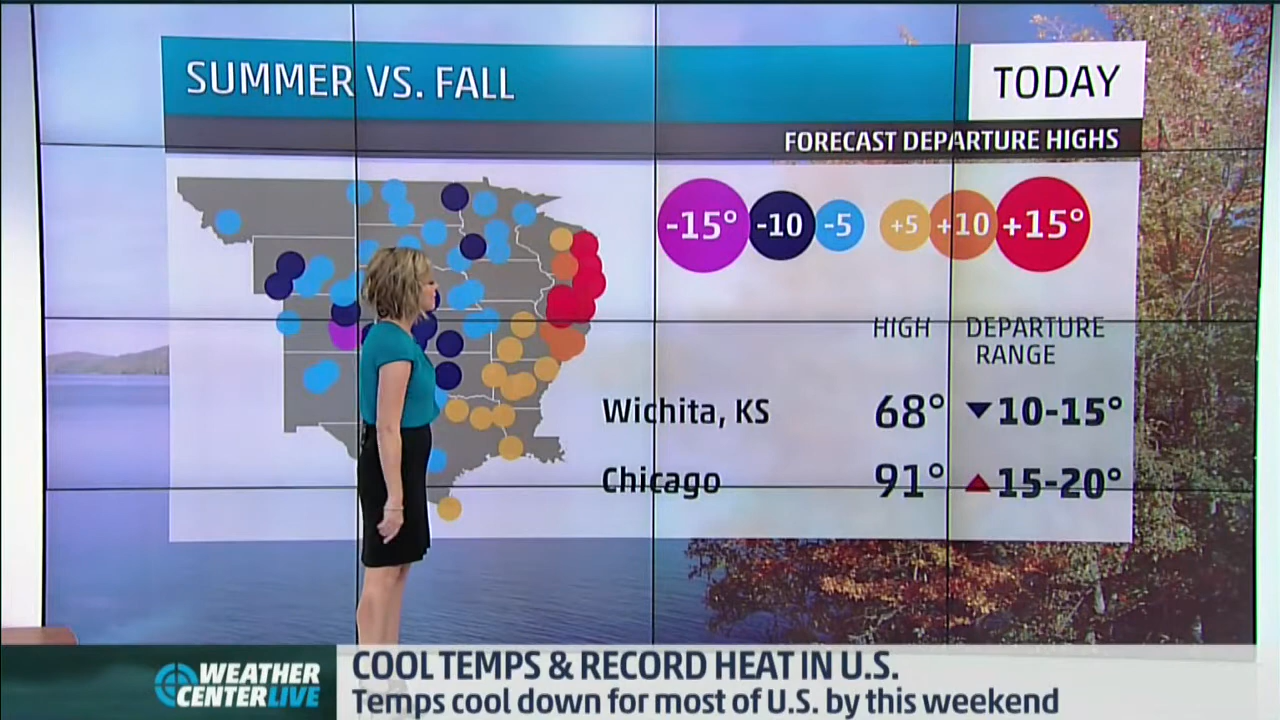 SUMMER VS. FALL
TODAY
FORECAST DEPARTURE HIGHS
-15° -10 -5 +5 +10 +15°
HIGH DEPARTURE
RANGE
Wichita, KS 68° ▼10-15°
Chicago 91° ▲15-20°
WEATHER
CENTER LIVE
COOL TEMPS & RECORD HEAT IN U.S.
Temps cool down for most of U.S. by this weekend